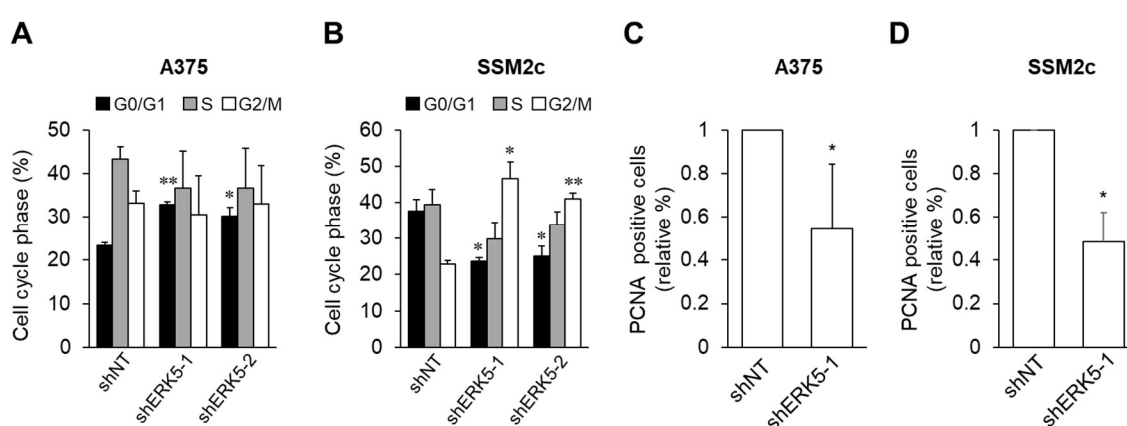 A
A375
G0/G1 S G2/M
Cell cycle phase (%)
50
40
30
20
10
0
**
*
shNT
shERK5-1
shERK5-2
B
SSM2c
G0/G1 S G2/M
Cell cycle phase (%)
60
50
40
30
20
10
0
*
*
*
**
shNT
shERK5-1
shERK5-2
C
A375
PCNA positive cells
(relative %)
1
0.8
0.6
0.4
0.2
0
*
shNT
shERK5-1
D
SSM2c
PCNA positive cells
(relative %)
1
0.8
0.6
0.4
0.2
0
*
shNT
shERK5-1